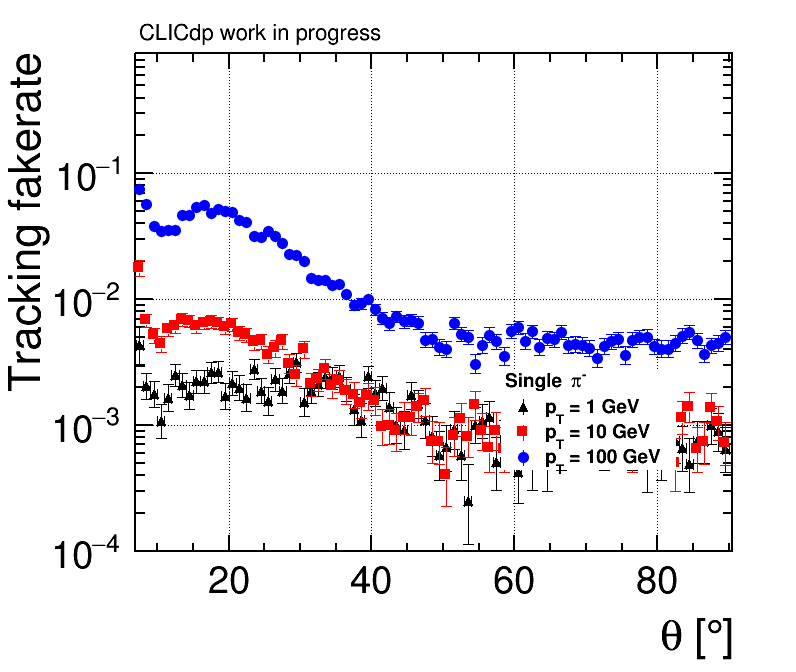 CLICdp work in progress
Tracking fakerate
10⁻¹
10⁻²
10⁻³
10⁻⁴
Single π⁻
p_T = 1 GeV
p_T = 10 GeV
p_T = 100 GeV
20 40 60 80
θ [°]